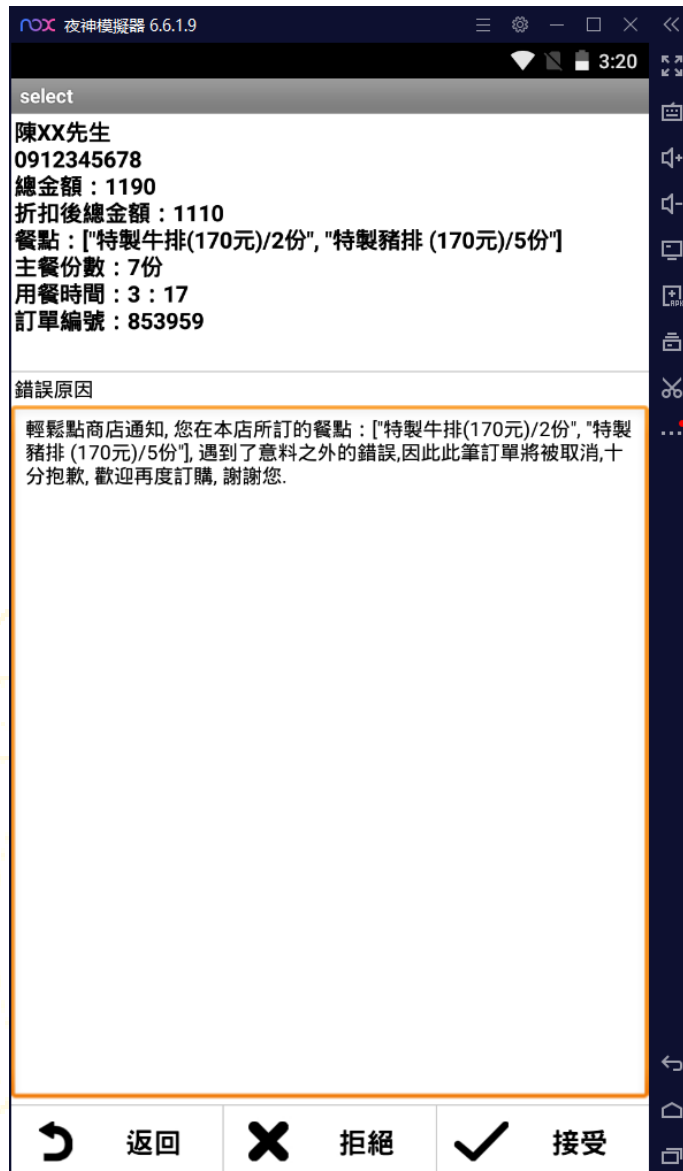 nox 夜神模擬器 6.6.1.9
3:20
select
陳XX先生
0912345678
總金額：1190
折扣後總金額：1110
餐點：["特製牛排(170元)/2份", "特製豬排 (170元)/5份"]
主餐份數：7份
用餐時間：3：17
訂單編號：853959
錯誤原因
輕鬆點商店通知, 您在本店所訂的餐點：["特製牛排(170元)/2份", "特製
豬排 (170元)/5份"], 遇到了意料之外的錯誤,因此此筆訂單將被取消,十
分抱歉, 歡迎再度訂購, 謝謝您.
返回
拒絕
接受